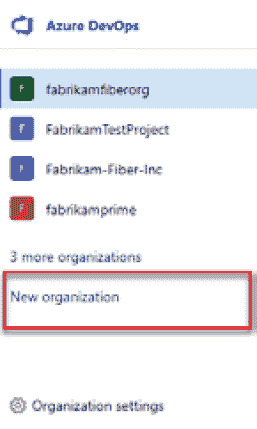 Azure DevOps
F fabrikamfiberorg
F FabrikamTestProject
F Fabrikam-Fiber-Inc
F fabrikamprime
3 more organizations
New organization
Organization settings